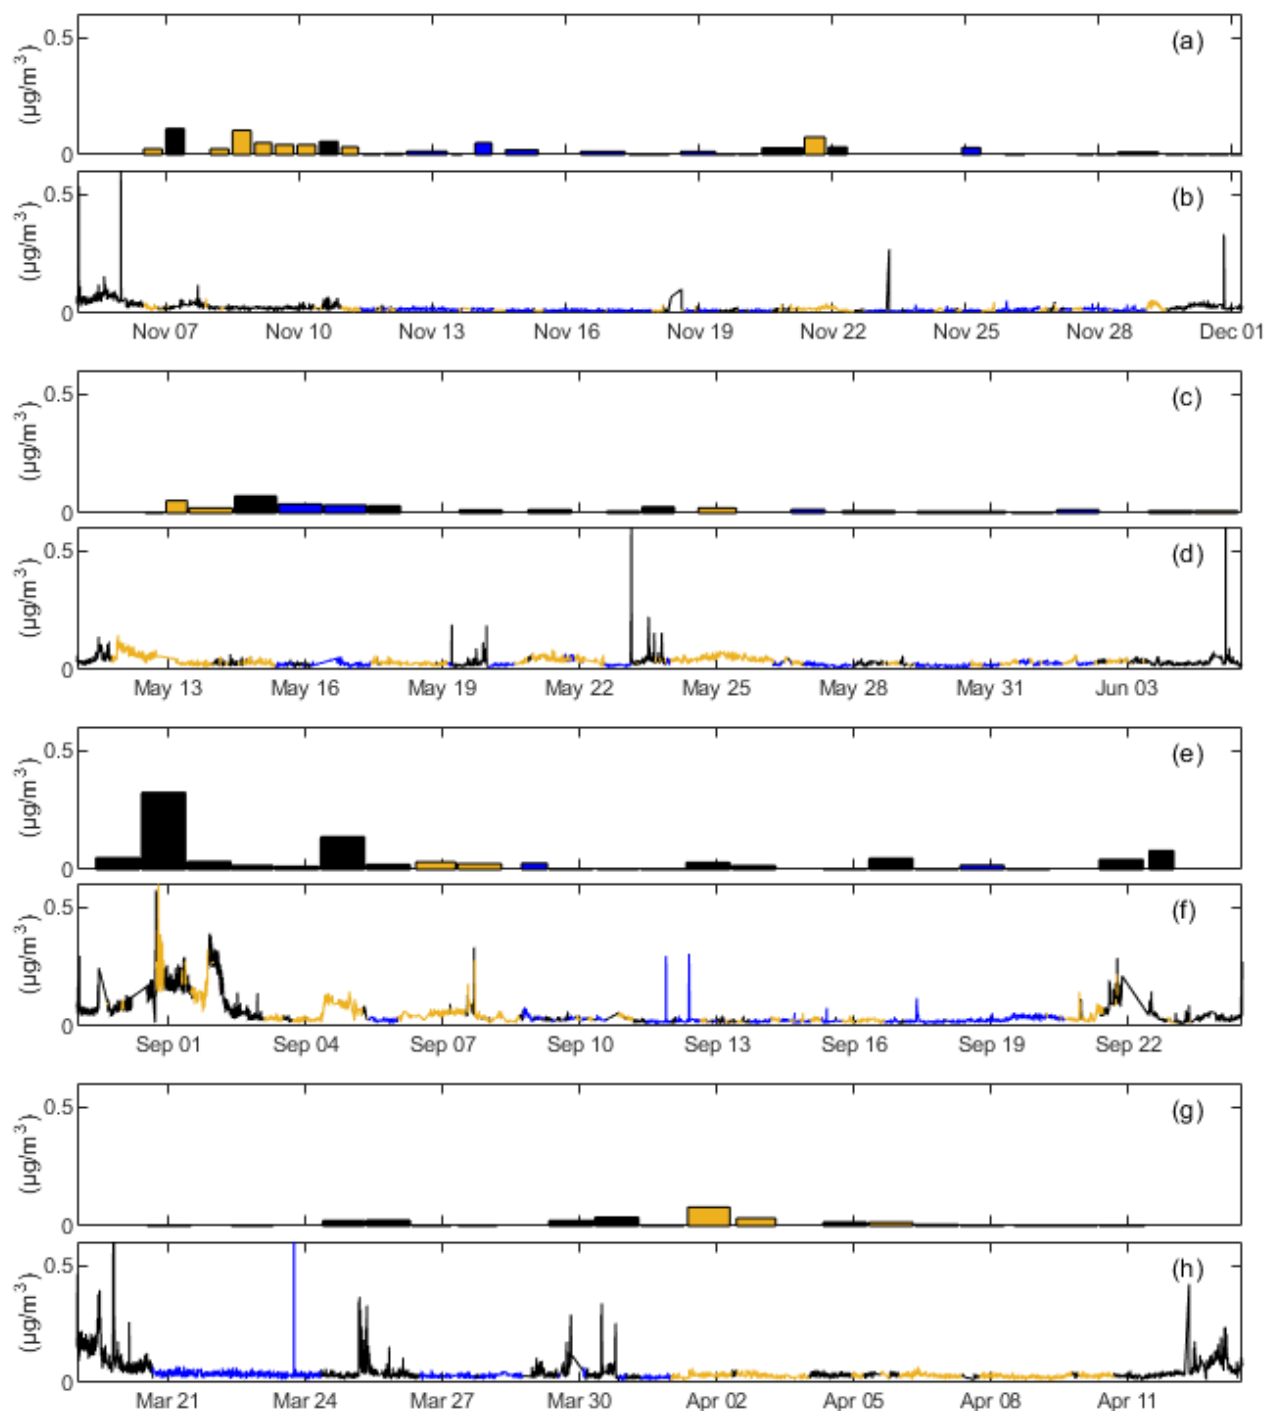 0.5
(a)
(µg/m³)
0
0.5
(b)
(µg/m³)
0
Nov 07 Nov 10 Nov 13 Nov 16 Nov 19 Nov 22 Nov 25 Nov 28 Dec 01
0.5
(c)
(µg/m³)
0
0.5
(d)
(µg/m³)
0
May 13 May 16 May 19 May 22 May 25 May 28 May 31 Jun 03
0.5
(e)
(µg/m³)
0
0.5
(f)
(µg/m³)
0
Sep 01 Sep 04 Sep 07 Sep 10 Sep 13 Sep 16 Sep 19 Sep 22
0.5
(g)
(µg/m³)
0
0.5
(h)
(µg/m³)
0
Mar 21 Mar 24 Mar 27 Mar 30 Apr 02 Apr 05 Apr 08 Apr 11